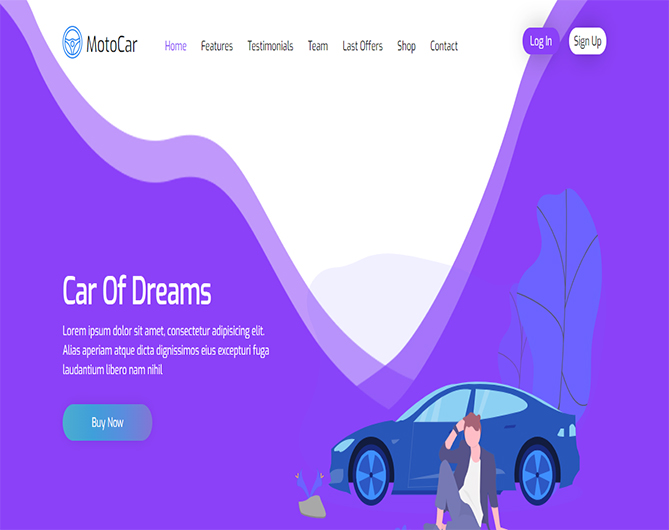 MotoCar
Home Features Testimonials Team Last Offers Shop Contact
Log In Sign Up
Car Of Dreams
Lorem ipsum dolor sit amet, consectetur adipisicing elit.
Alias aperiam atque dicta dignissimos eius excepturi fuga
laudantium libero nam nihil
Buy Now